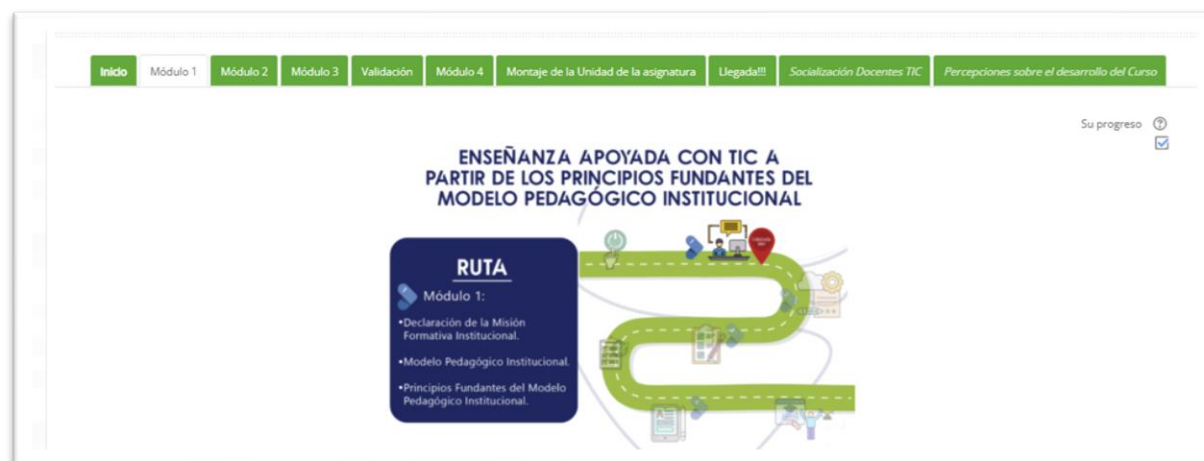 Inicio Módulo 1 Módulo 2 Módulo 3 Validación Módulo 4 Montaje de la Unidad de la asignatura Llegada!!! Socialización Docentes TIC Percepciones sobre el desarrollo del Curso
Su progreso
ENSEÑANZA APOYADA CON TIC A
PARTIR DE LOS PRINCIPIOS FUNDANTES DEL
MODELO PEDAGÓGICO INSTITUCIONAL
RUTA
Módulo 1:
•Declaración de la Misión
Formativa Institucional.
•Modelo Pedagógico Institucional.
•Principios Fundantes del Modelo
Pedagógico Institucional.